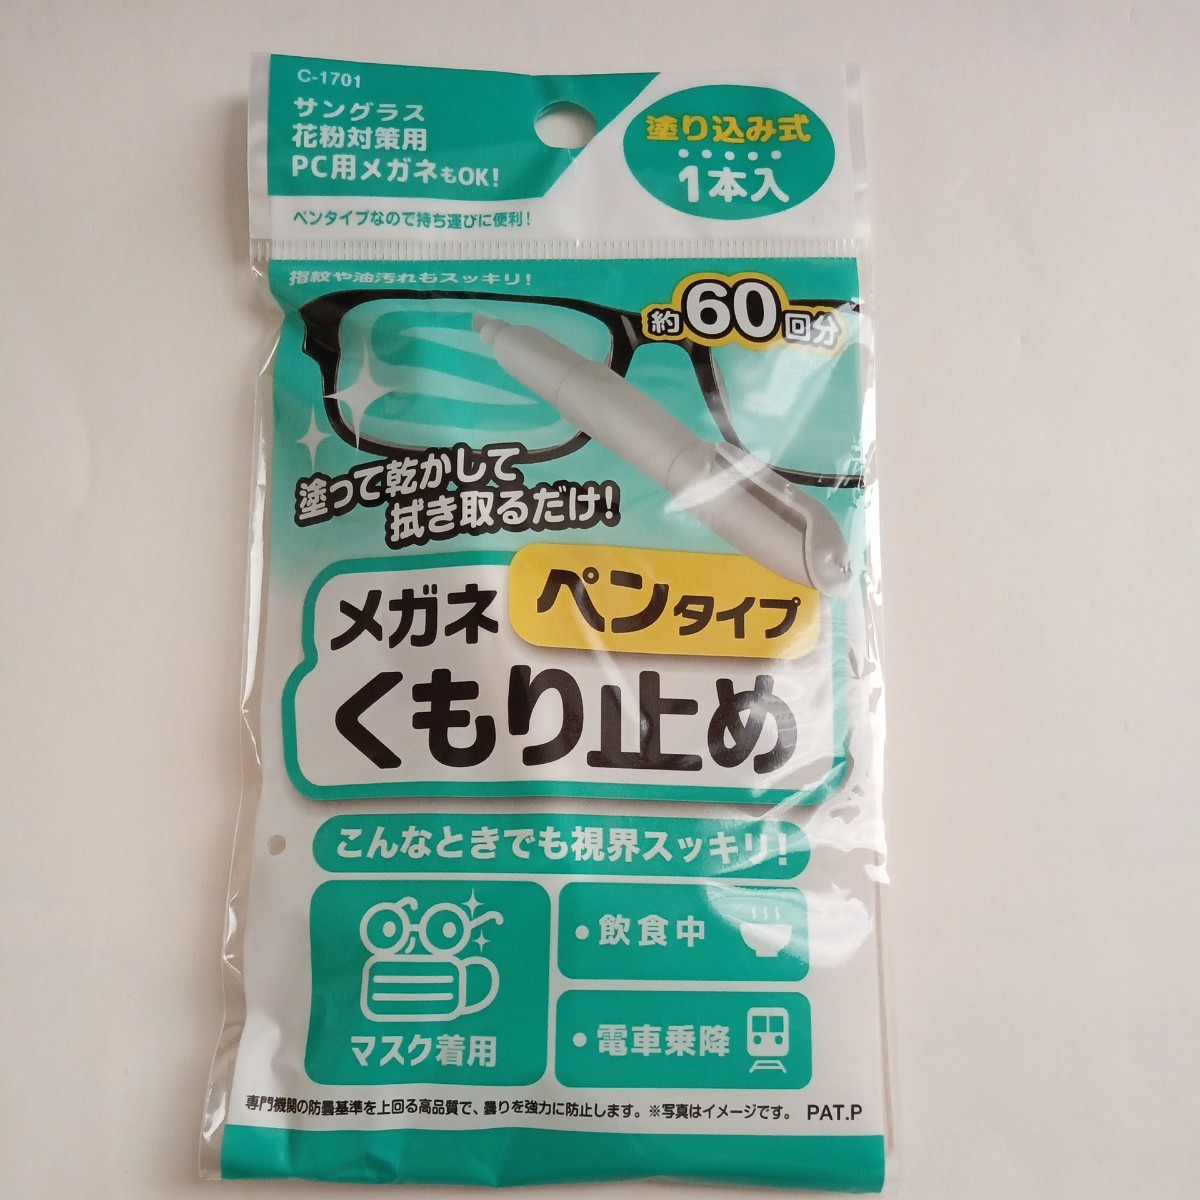 C-1701
サングラス
花粉対策用
PC用メガネもOK!
ペンタイプなので持ち運びに便利!
塗り込み式
1本入
指紋や油汚れもスッキリ!
約60回分
塗って乾かして
拭き取るだけ!
メガネ ペンタイプ
くもり止め
こんなときでも視界スッキリ!
マスク着用
・飲食中
・電車乗降
専門機関の防曇基準を上回る高品質で、曇りを強力に防止します。※写真はイメージです。 PAT.P